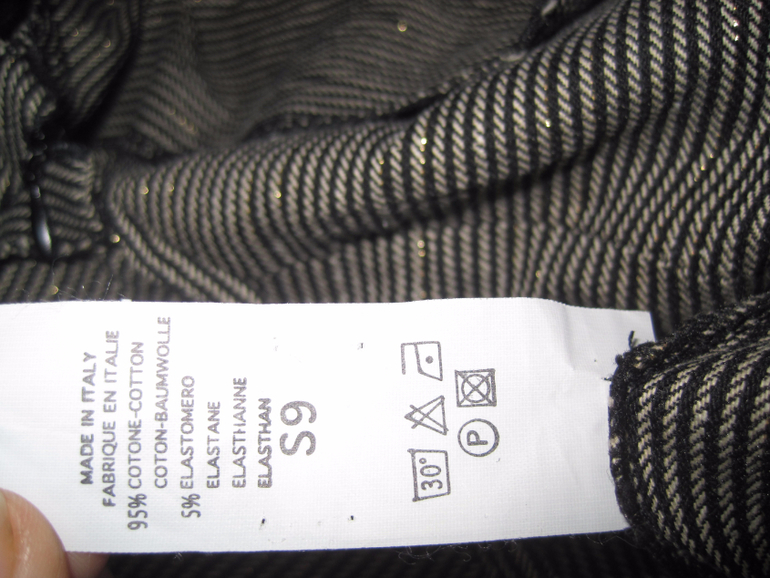 MADE IN ITALY
FABRIQUE EN ITALIE
95% COTONE-COTTON
COTON-BAUMWOLLE
5% ELASTOMERO
ELASTANE
ELASTHANNE
ELASTHAN
S9
30°
P